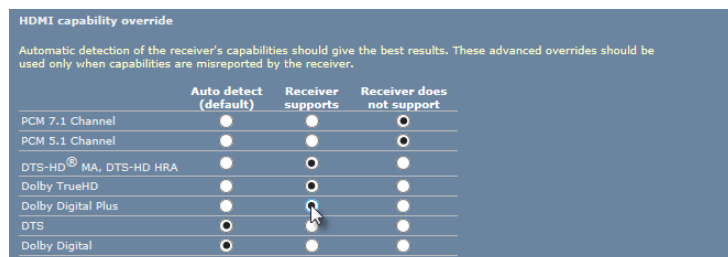 HDMI capability override
Automatic detection of the receiver's capabilities should give the best results. These advanced overrides should be
used only when capabilities are misreported by the receiver.
Auto detect (default) Receiver supports Receiver does not support
PCM 7.1 Channel
PCM 5.1 Channel
DTS-HD® MA, DTS-HD HRA
Dolby TrueHD
Dolby Digital Plus
DTS
Dolby Digital